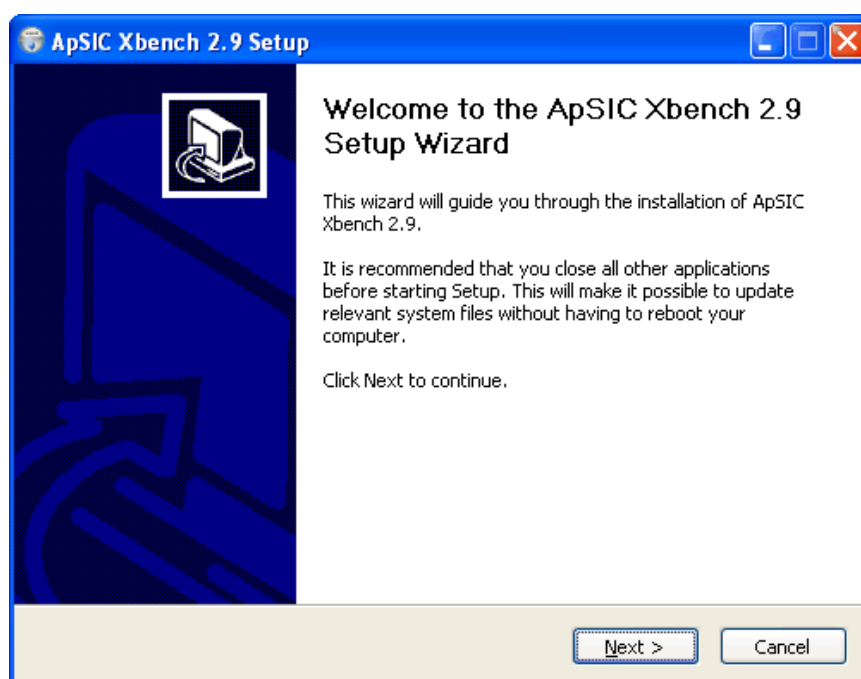 ApSIC Xbench 2.9 Setup
Welcome to the ApSIC Xbench 2.9
Setup Wizard
This wizard will guide you through the installation of ApSIC
Xbench 2.9.
It is recommended that you close all other applications
before starting Setup. This will make it possible to update
relevant system files without having to reboot your
computer.
Click Next to continue.
Next >
Cancel